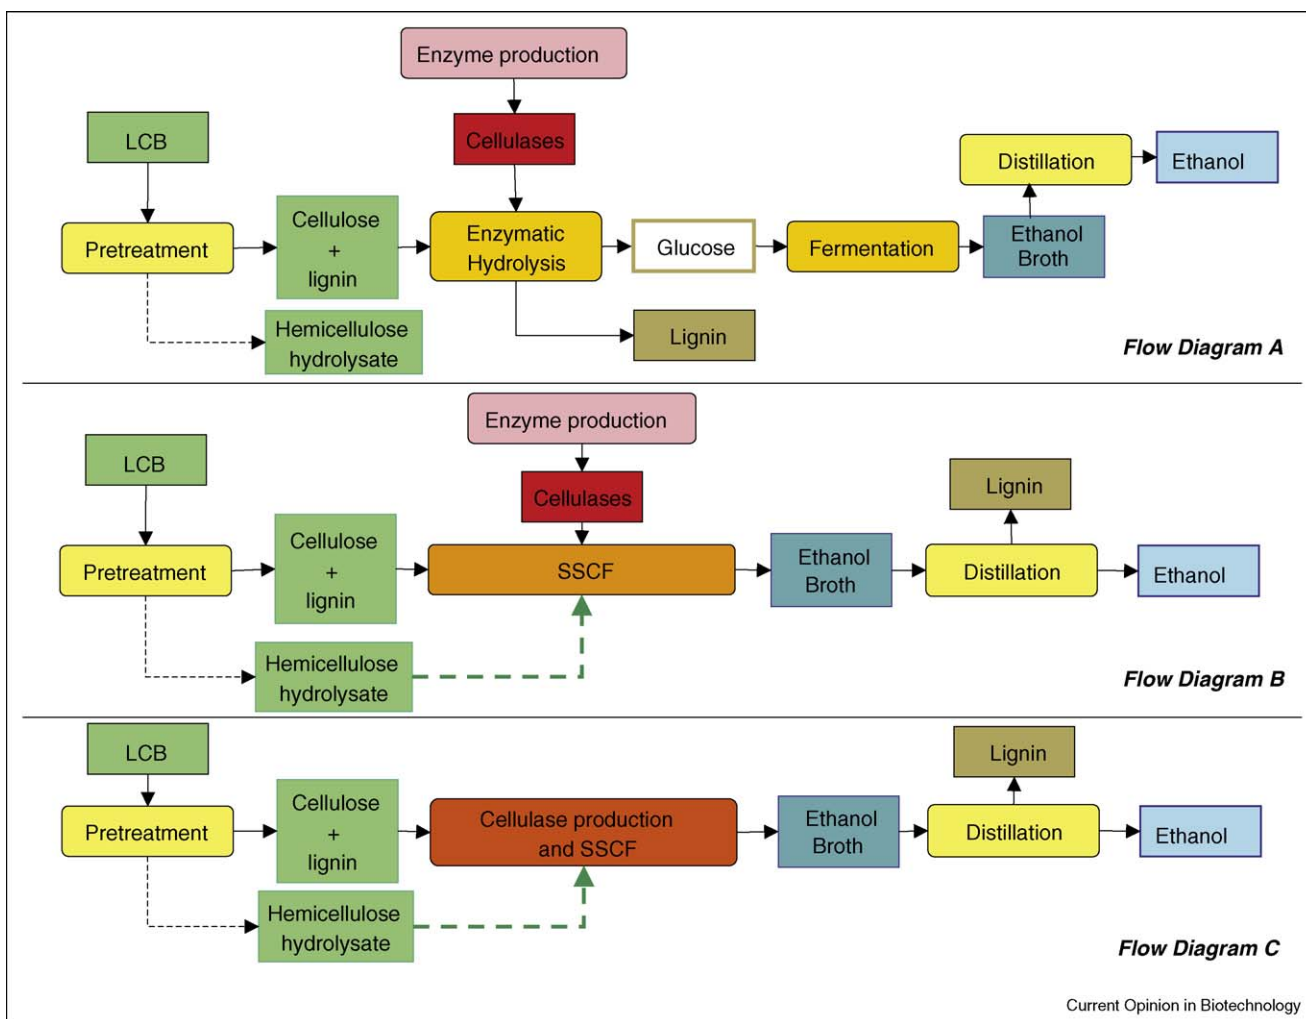 Enzyme production
LCB
Cellulases
Distillation
Ethanol
Pretreatment
Cellulose
+
lignin
Enzymatic
Hydrolysis
Glucose
Fermentation
Ethanol
Broth
Hemicellulose
hydrolysate
Lignin
Flow Diagram A
Enzyme production
LCB
Cellulases
Lignin
Pretreatment
Cellulose
+
lignin
SSCF
Ethanol
Broth
Distillation
Ethanol
Hemicellulose
hydrolysate
Flow Diagram B
LCB
Lignin
Pretreatment
Cellulose
+
lignin
Cellulase production
and SSCF
Ethanol
Broth
Distillation
Ethanol
Hemicellulose
hydrolysate
Flow Diagram C
Current Opinion in Biotechnology